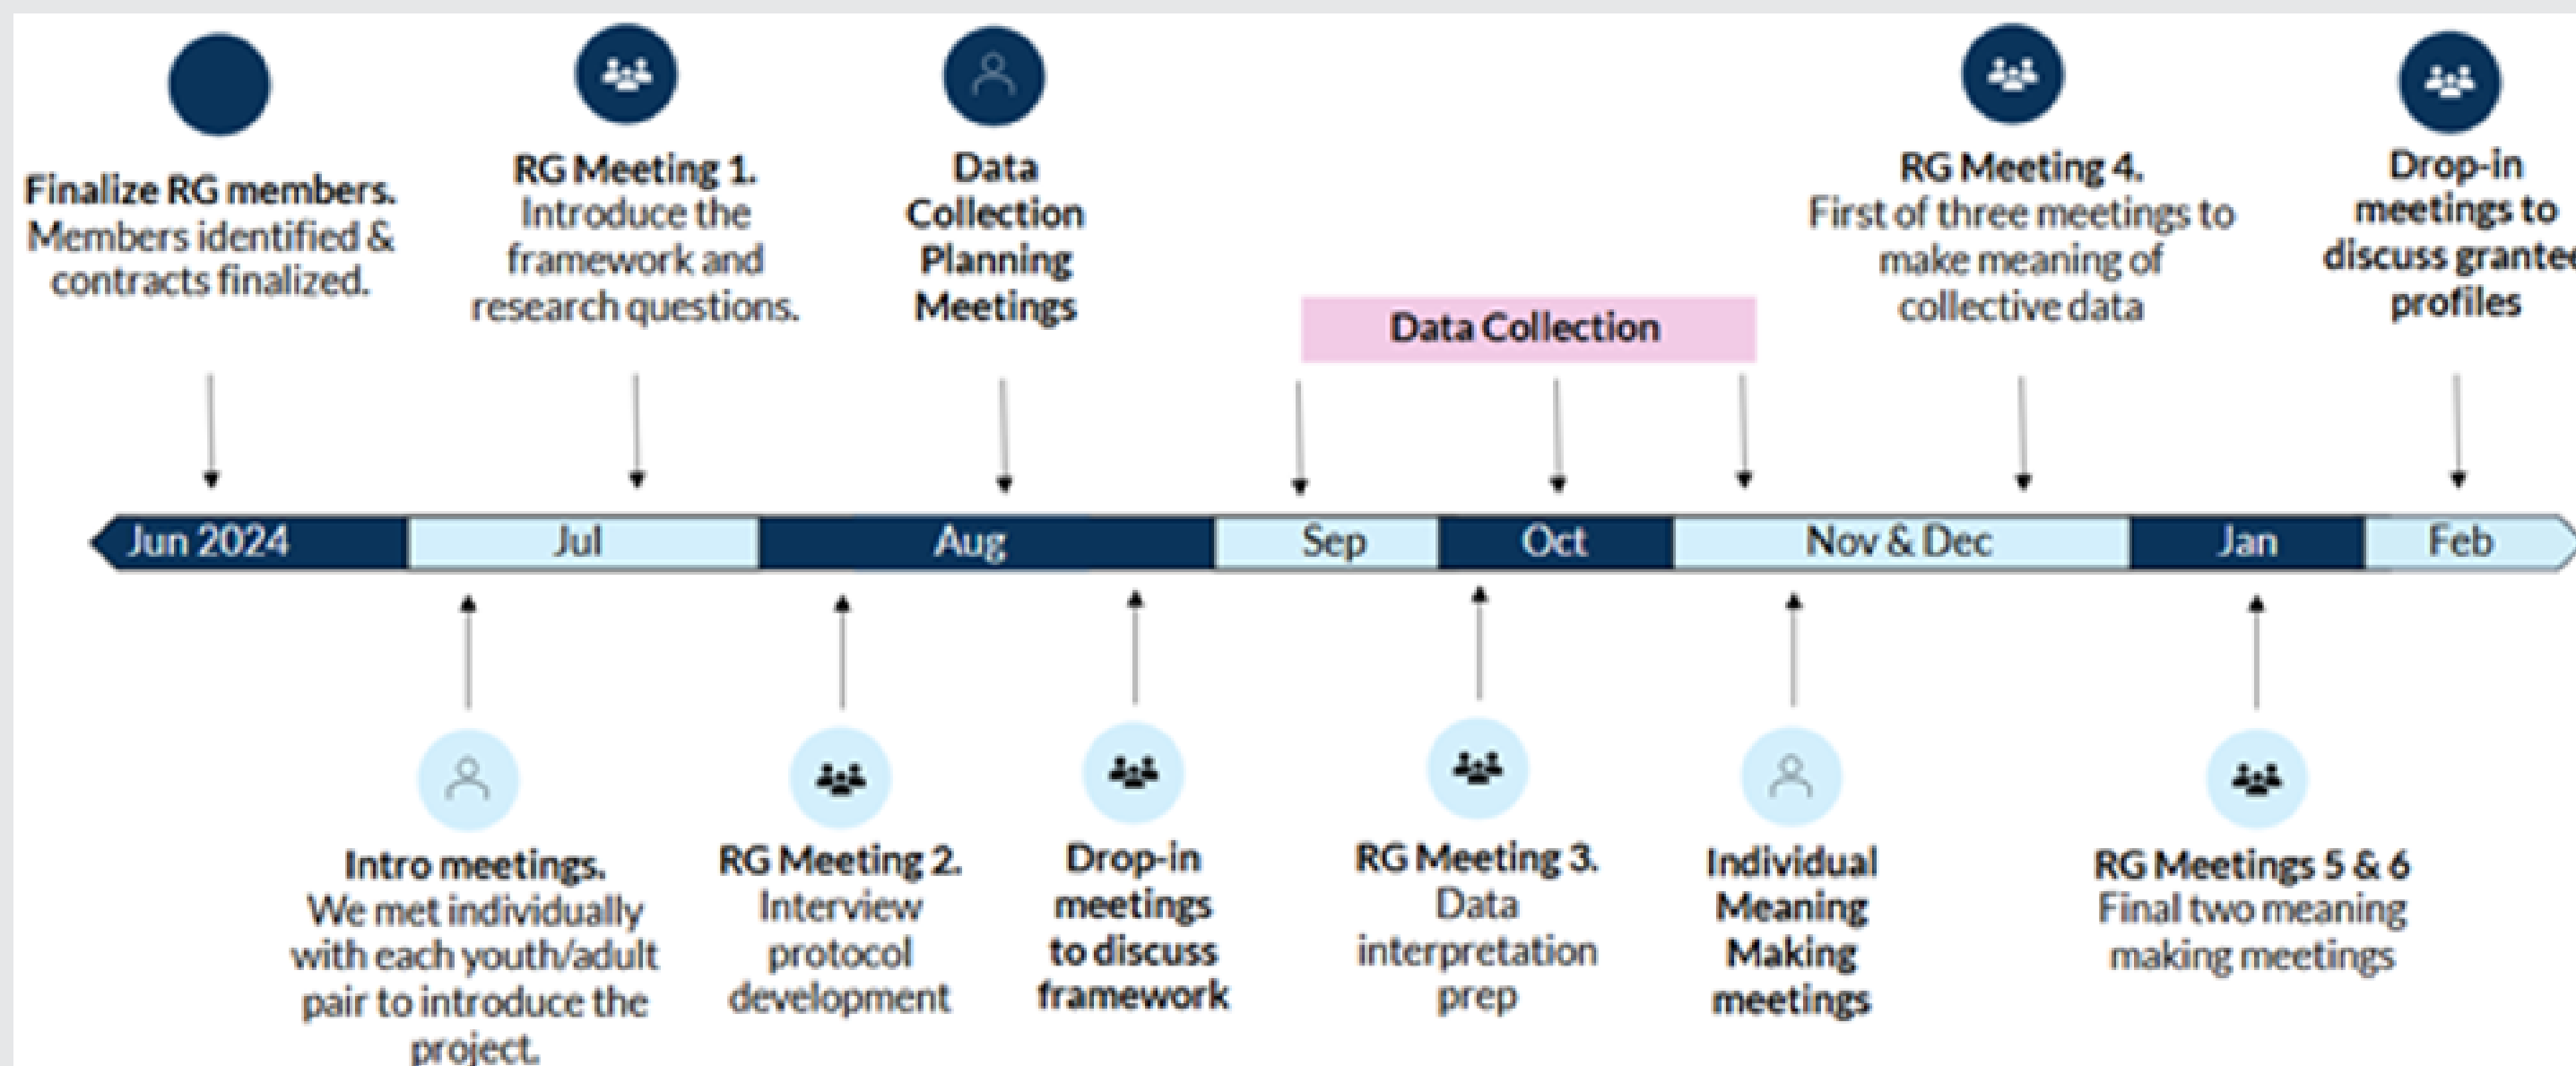 Finalize RG members.
Members identified &
contracts finalized.
RG Meeting 1.
Introduce the
framework and
research questions.
Data
Collection
Planning
Meetings
Data Collection
RG Meeting 4.
First of three meetings to
make meaning of
collective data
Drop-in
meetings to
discuss grantee
profiles
Jun 2024
Jul
Aug
Sep
Oct
Nov & Dec
Jan
Feb
Intro meetings.
We met individually
with each youth/adult
pair to introduce the
project.
RG Meeting 2.
Interview
protocol
development
Drop-in
meetings
to discuss
framework
RG Meeting 3.
Data
interpretation
prep
Individual
Meaning
Making
meetings
RG Meetings 5 & 6
Final two meaning
making meetings